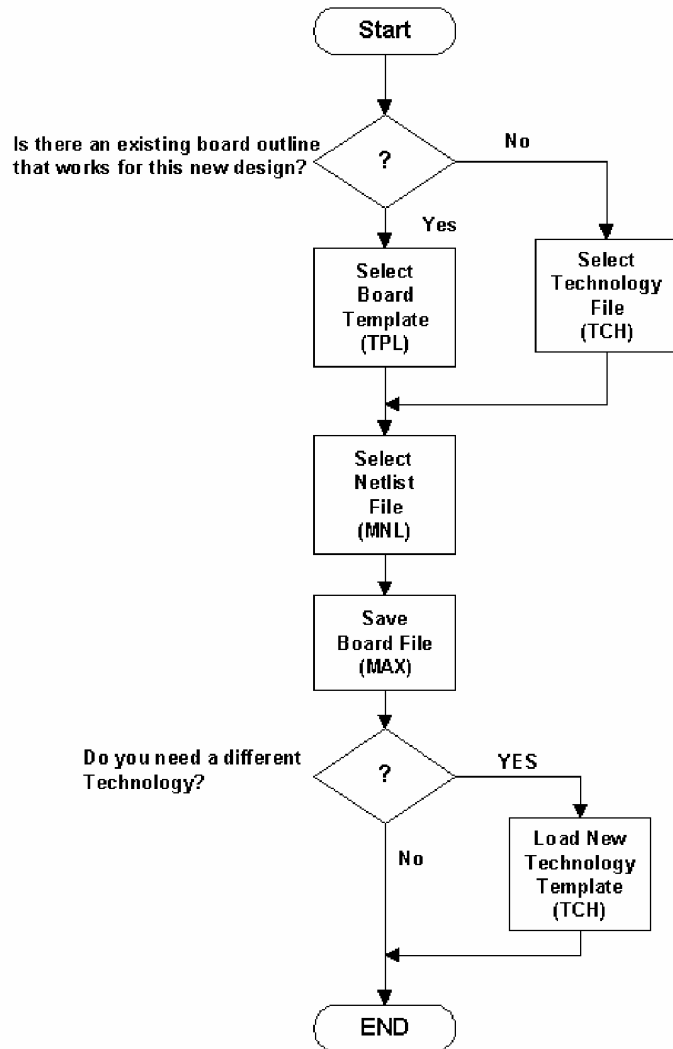 Start
Is there an existing board outline
that works for this new design?
?
No
Yes
Select
Board
Template
(TPL)
Select
Technology
File
(TCH)
Select
Netlist
File
(MNL)
Save
Board File
(MAX)
Do you need a different
Technology?
?
YES
No
Load New
Technology
Template
(TCH)
END